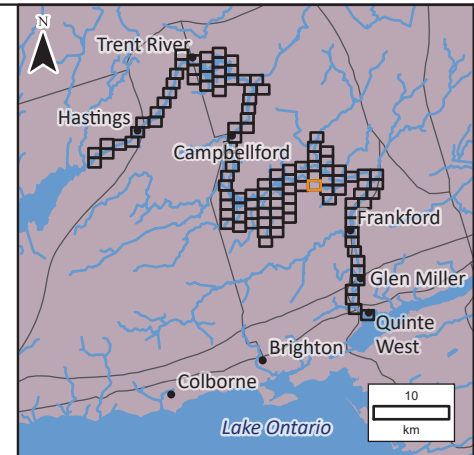 N
Trent River
Hastings
Campbellford
Frankford
Glen Miller
Quinte
West
Brighton
Colborne
10
km
Lake Ontario